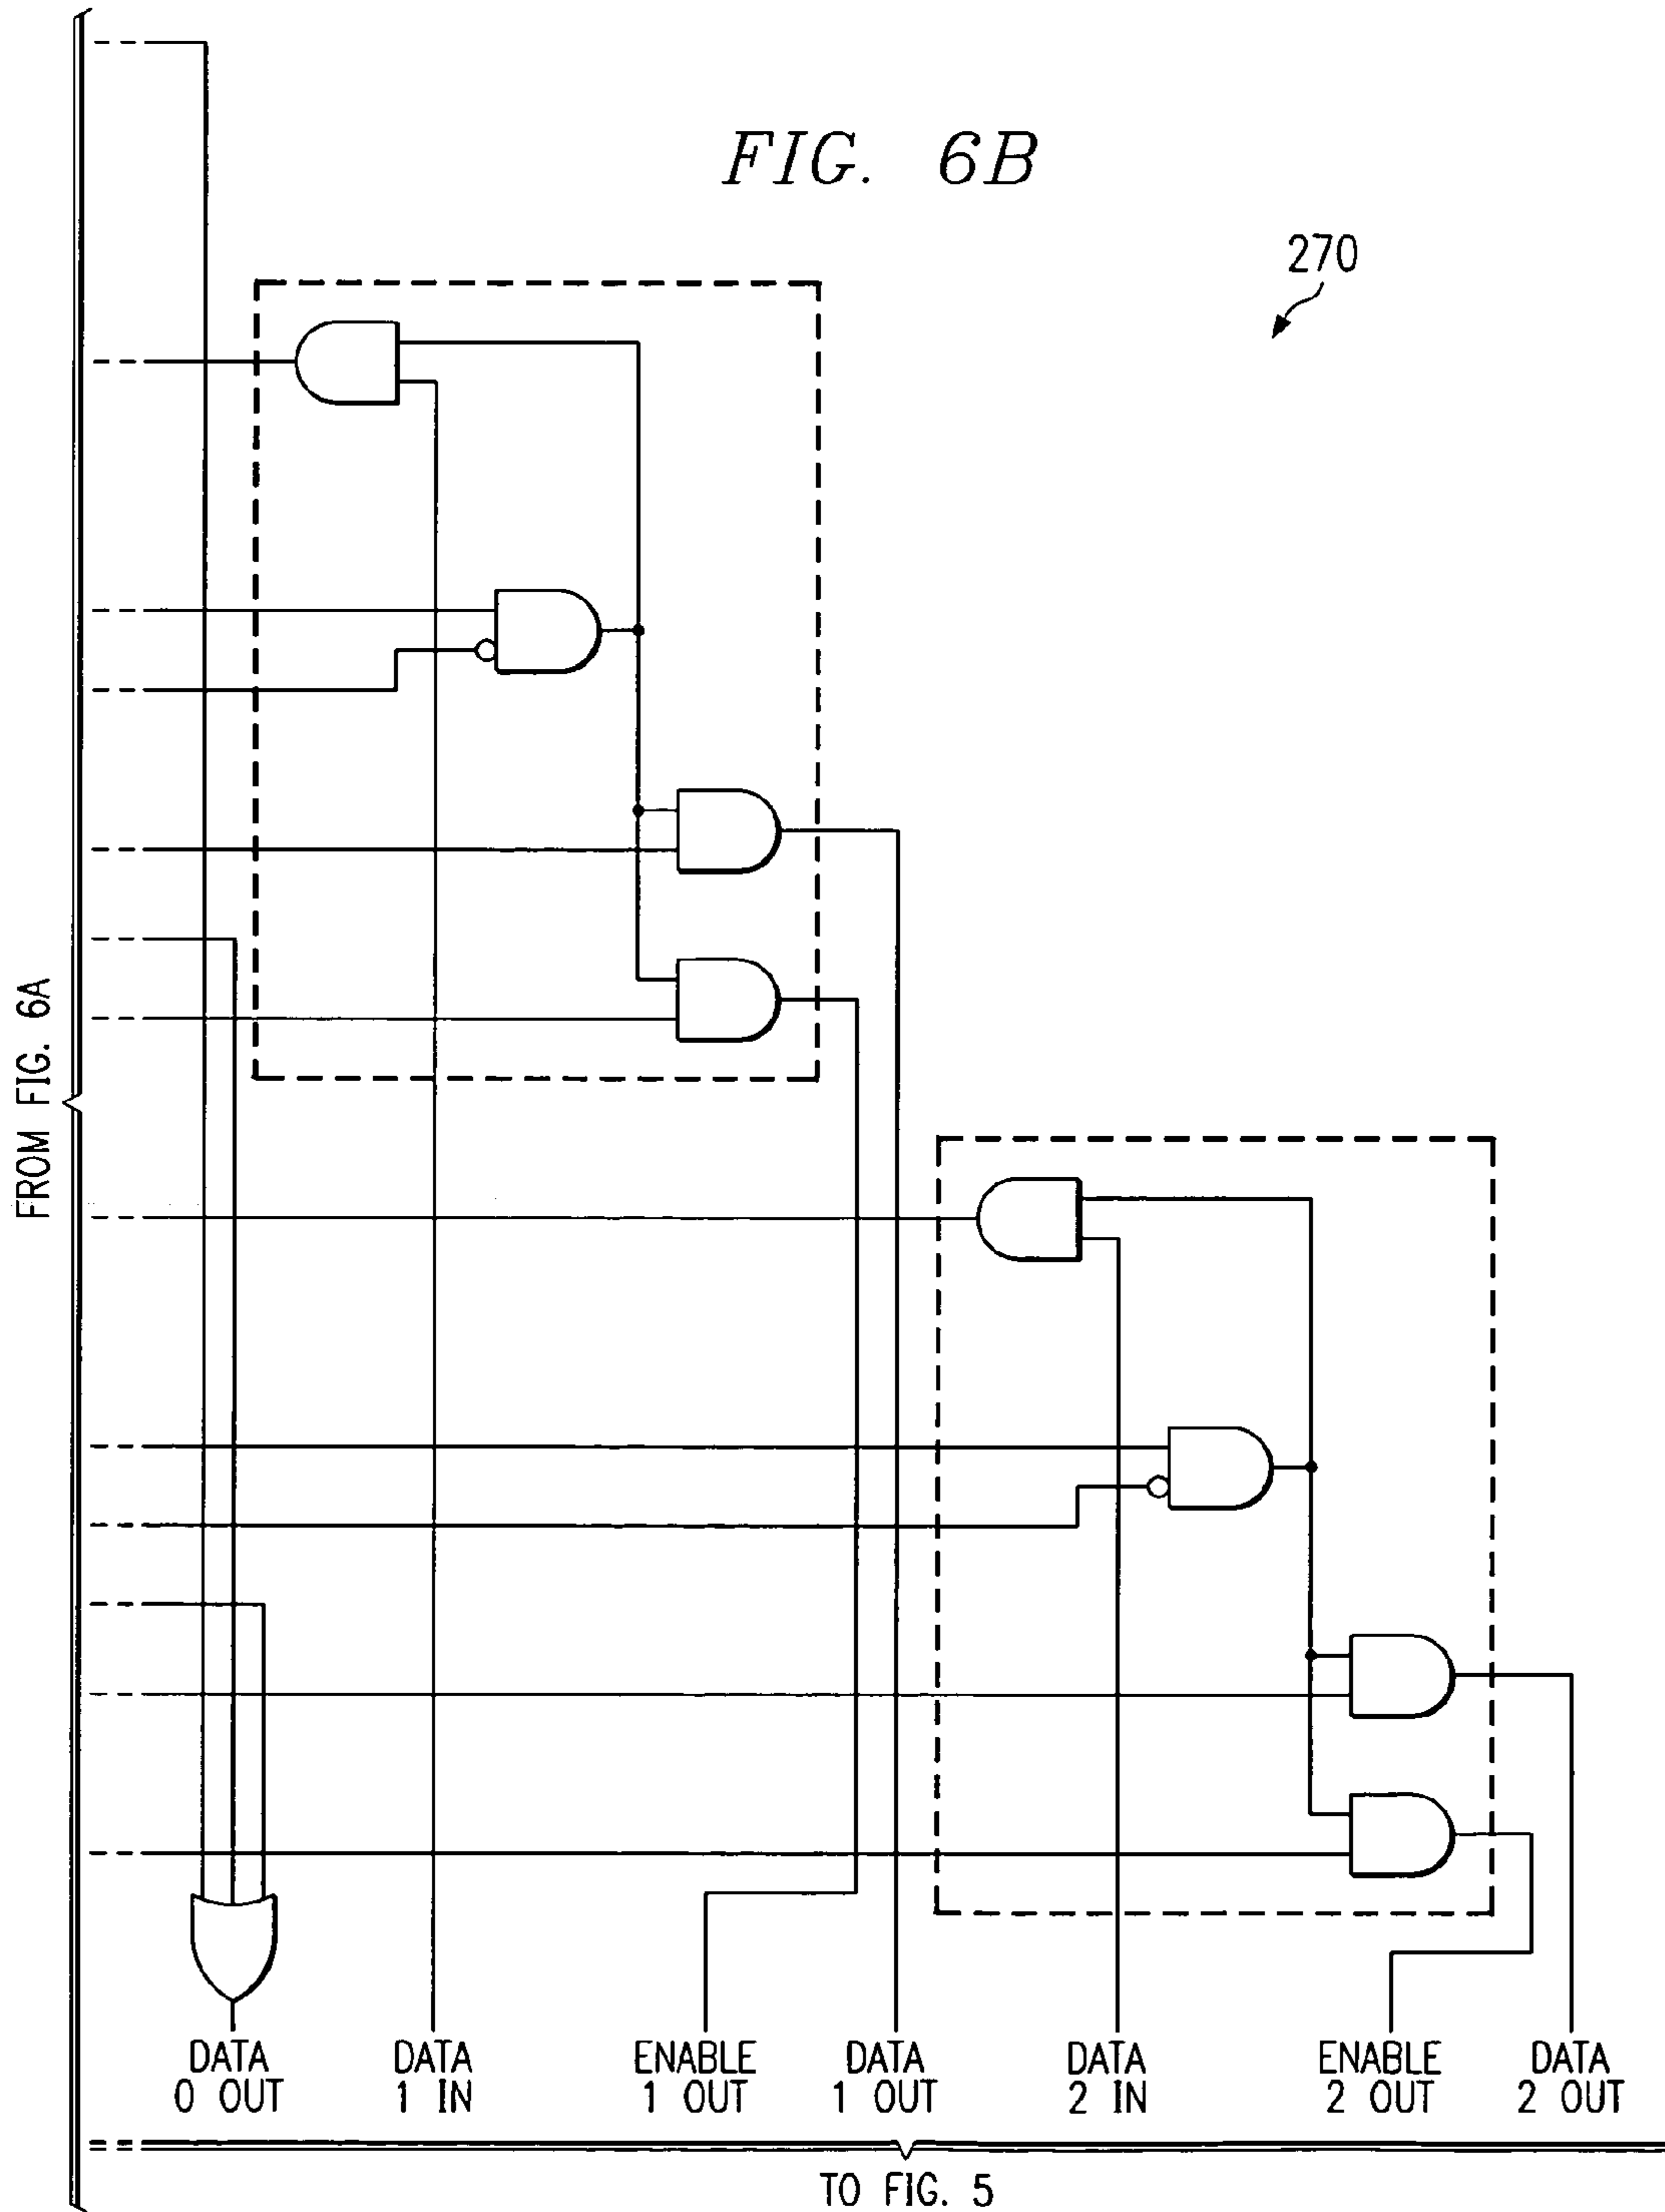 FIG. 6B
270
FROM FIG. 6A
DATA
0 OUT
DATA
1 IN
ENABLE
1 OUT
DATA
1 OUT
DATA
2 IN
ENABLE
2 OUT
DATA
2 OUT
TO FIG. 5